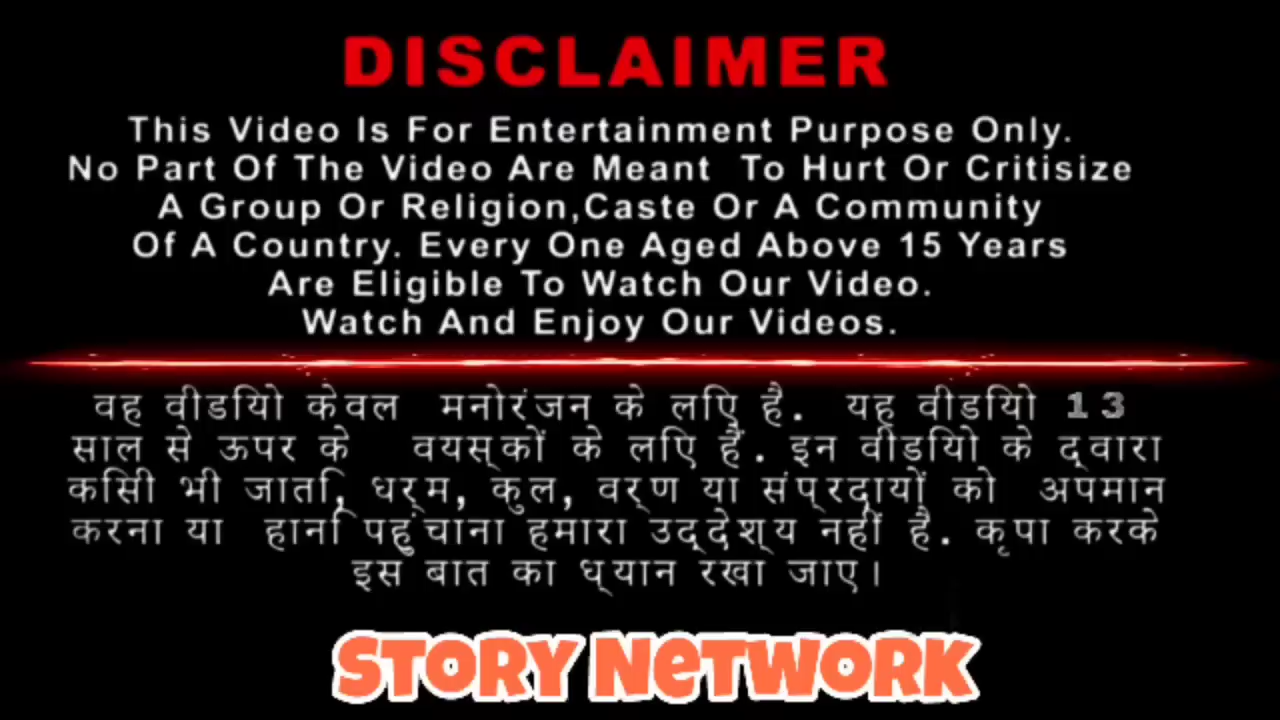 DISCLAIMER
This Video Is For Entertainment Purpose Only.
No Part Of The Video Are Meant To Hurt Or Critisize
A Group Or Religion,Caste Or A Community
Of A Country. Every One Aged Above 15 Years
Are Eligible To Watch Our Video.
Watch And Enjoy Our Videos.
वह वीडियो केवल मनोरंजन के लिए है. यह वीडियो 13
साल से ऊपर के वयस्कों के लिए हैं. इन वीडियो के द्वारा
किसी भी जाति, धर्म, कुल, वर्ण या संप्रदायों को अपमान
करना या हानि पहुंचाना हमारा उद्देश्य नहीं है. कृपा करके
इस बात का ध्यान रखा जाए।
STORY NeTWORK